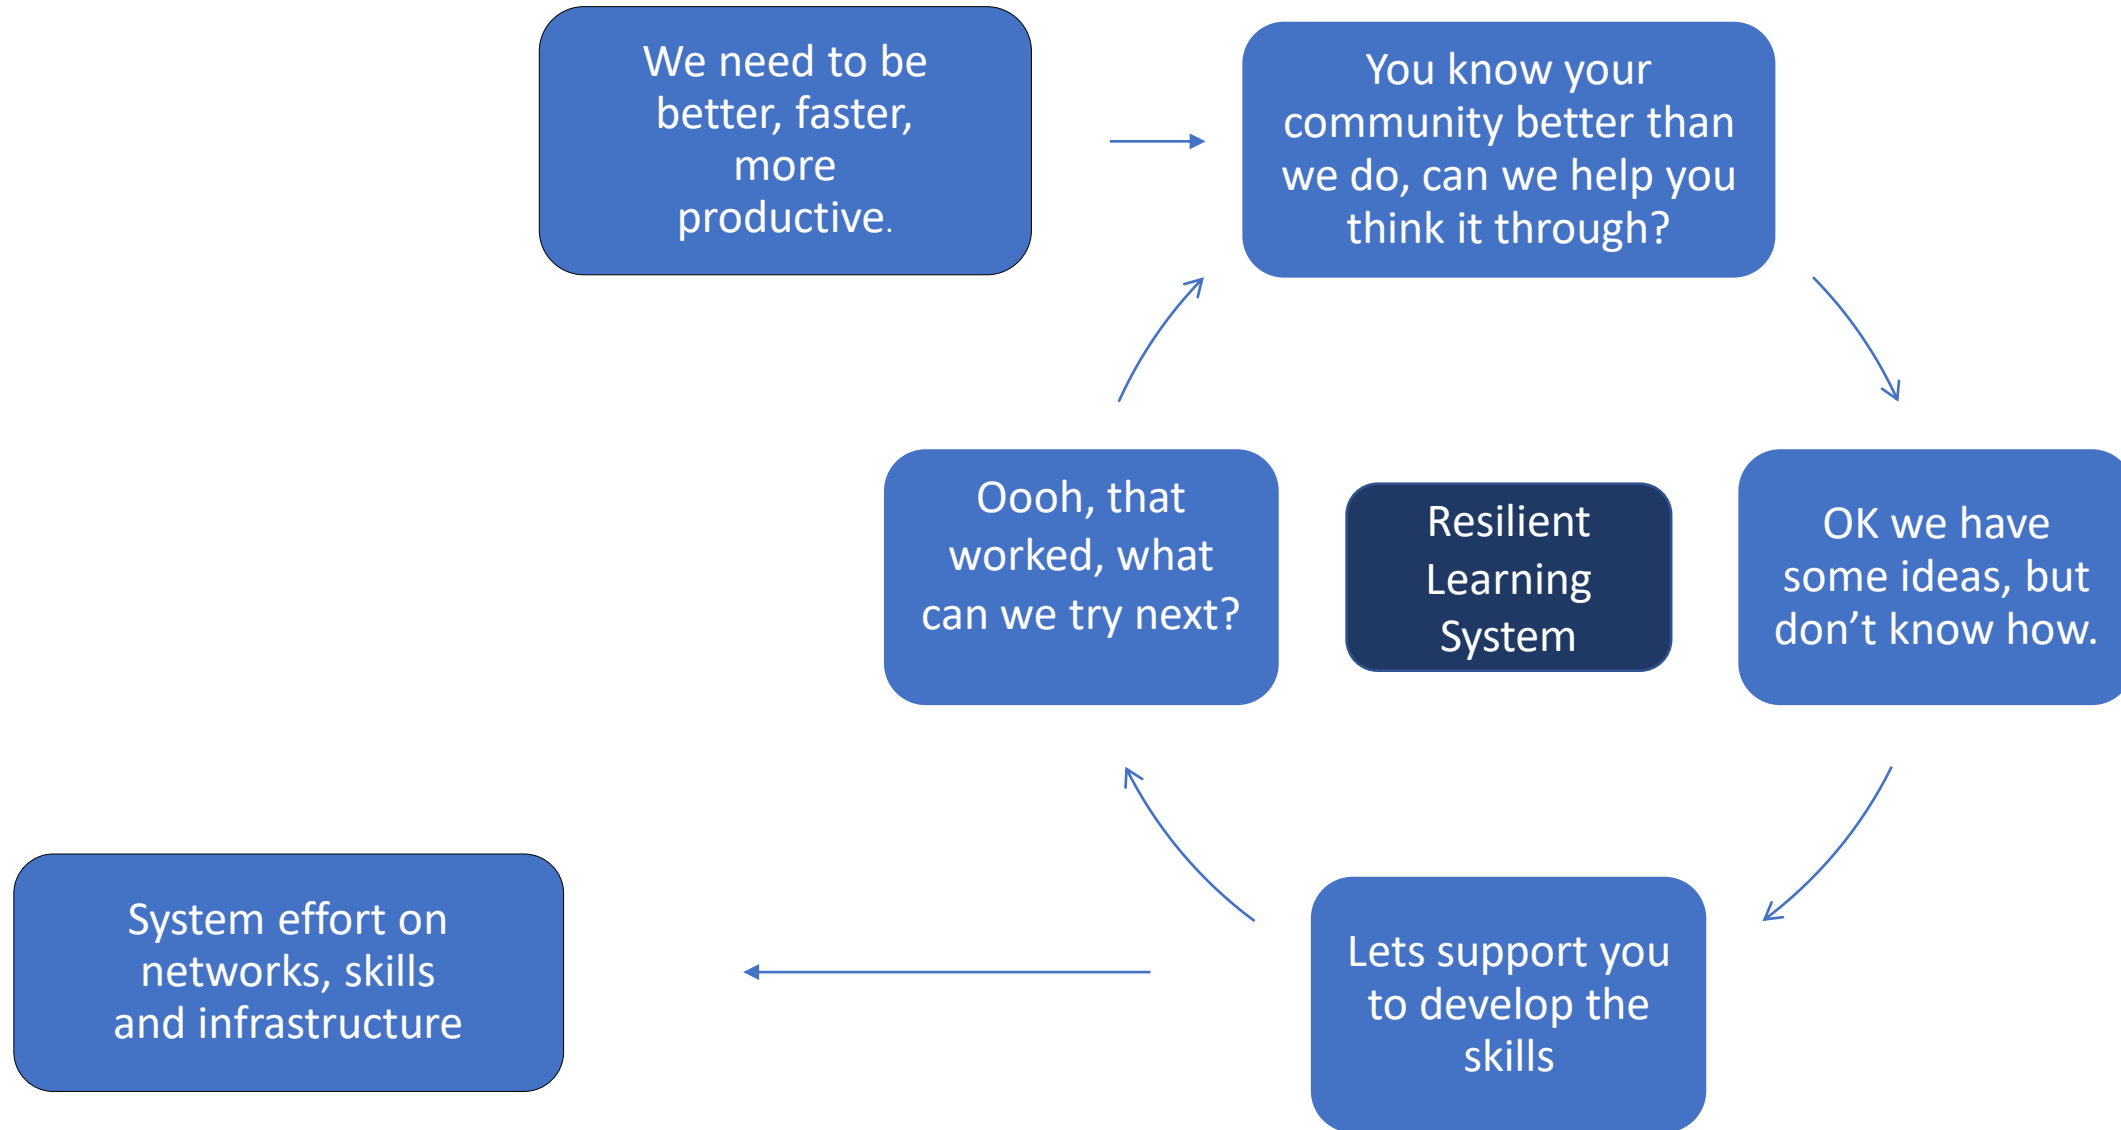 We need to be
better, faster,
more
productive.
You know your
community better than
we do, can we help you
think it through?
Oooh, that
worked, what
can we try next?
Resilient
Learning
System
OK we have
some ideas, but
don’t know how.
System effort on
networks, skills
and infrastructure
Lets support you
to develop the
skills